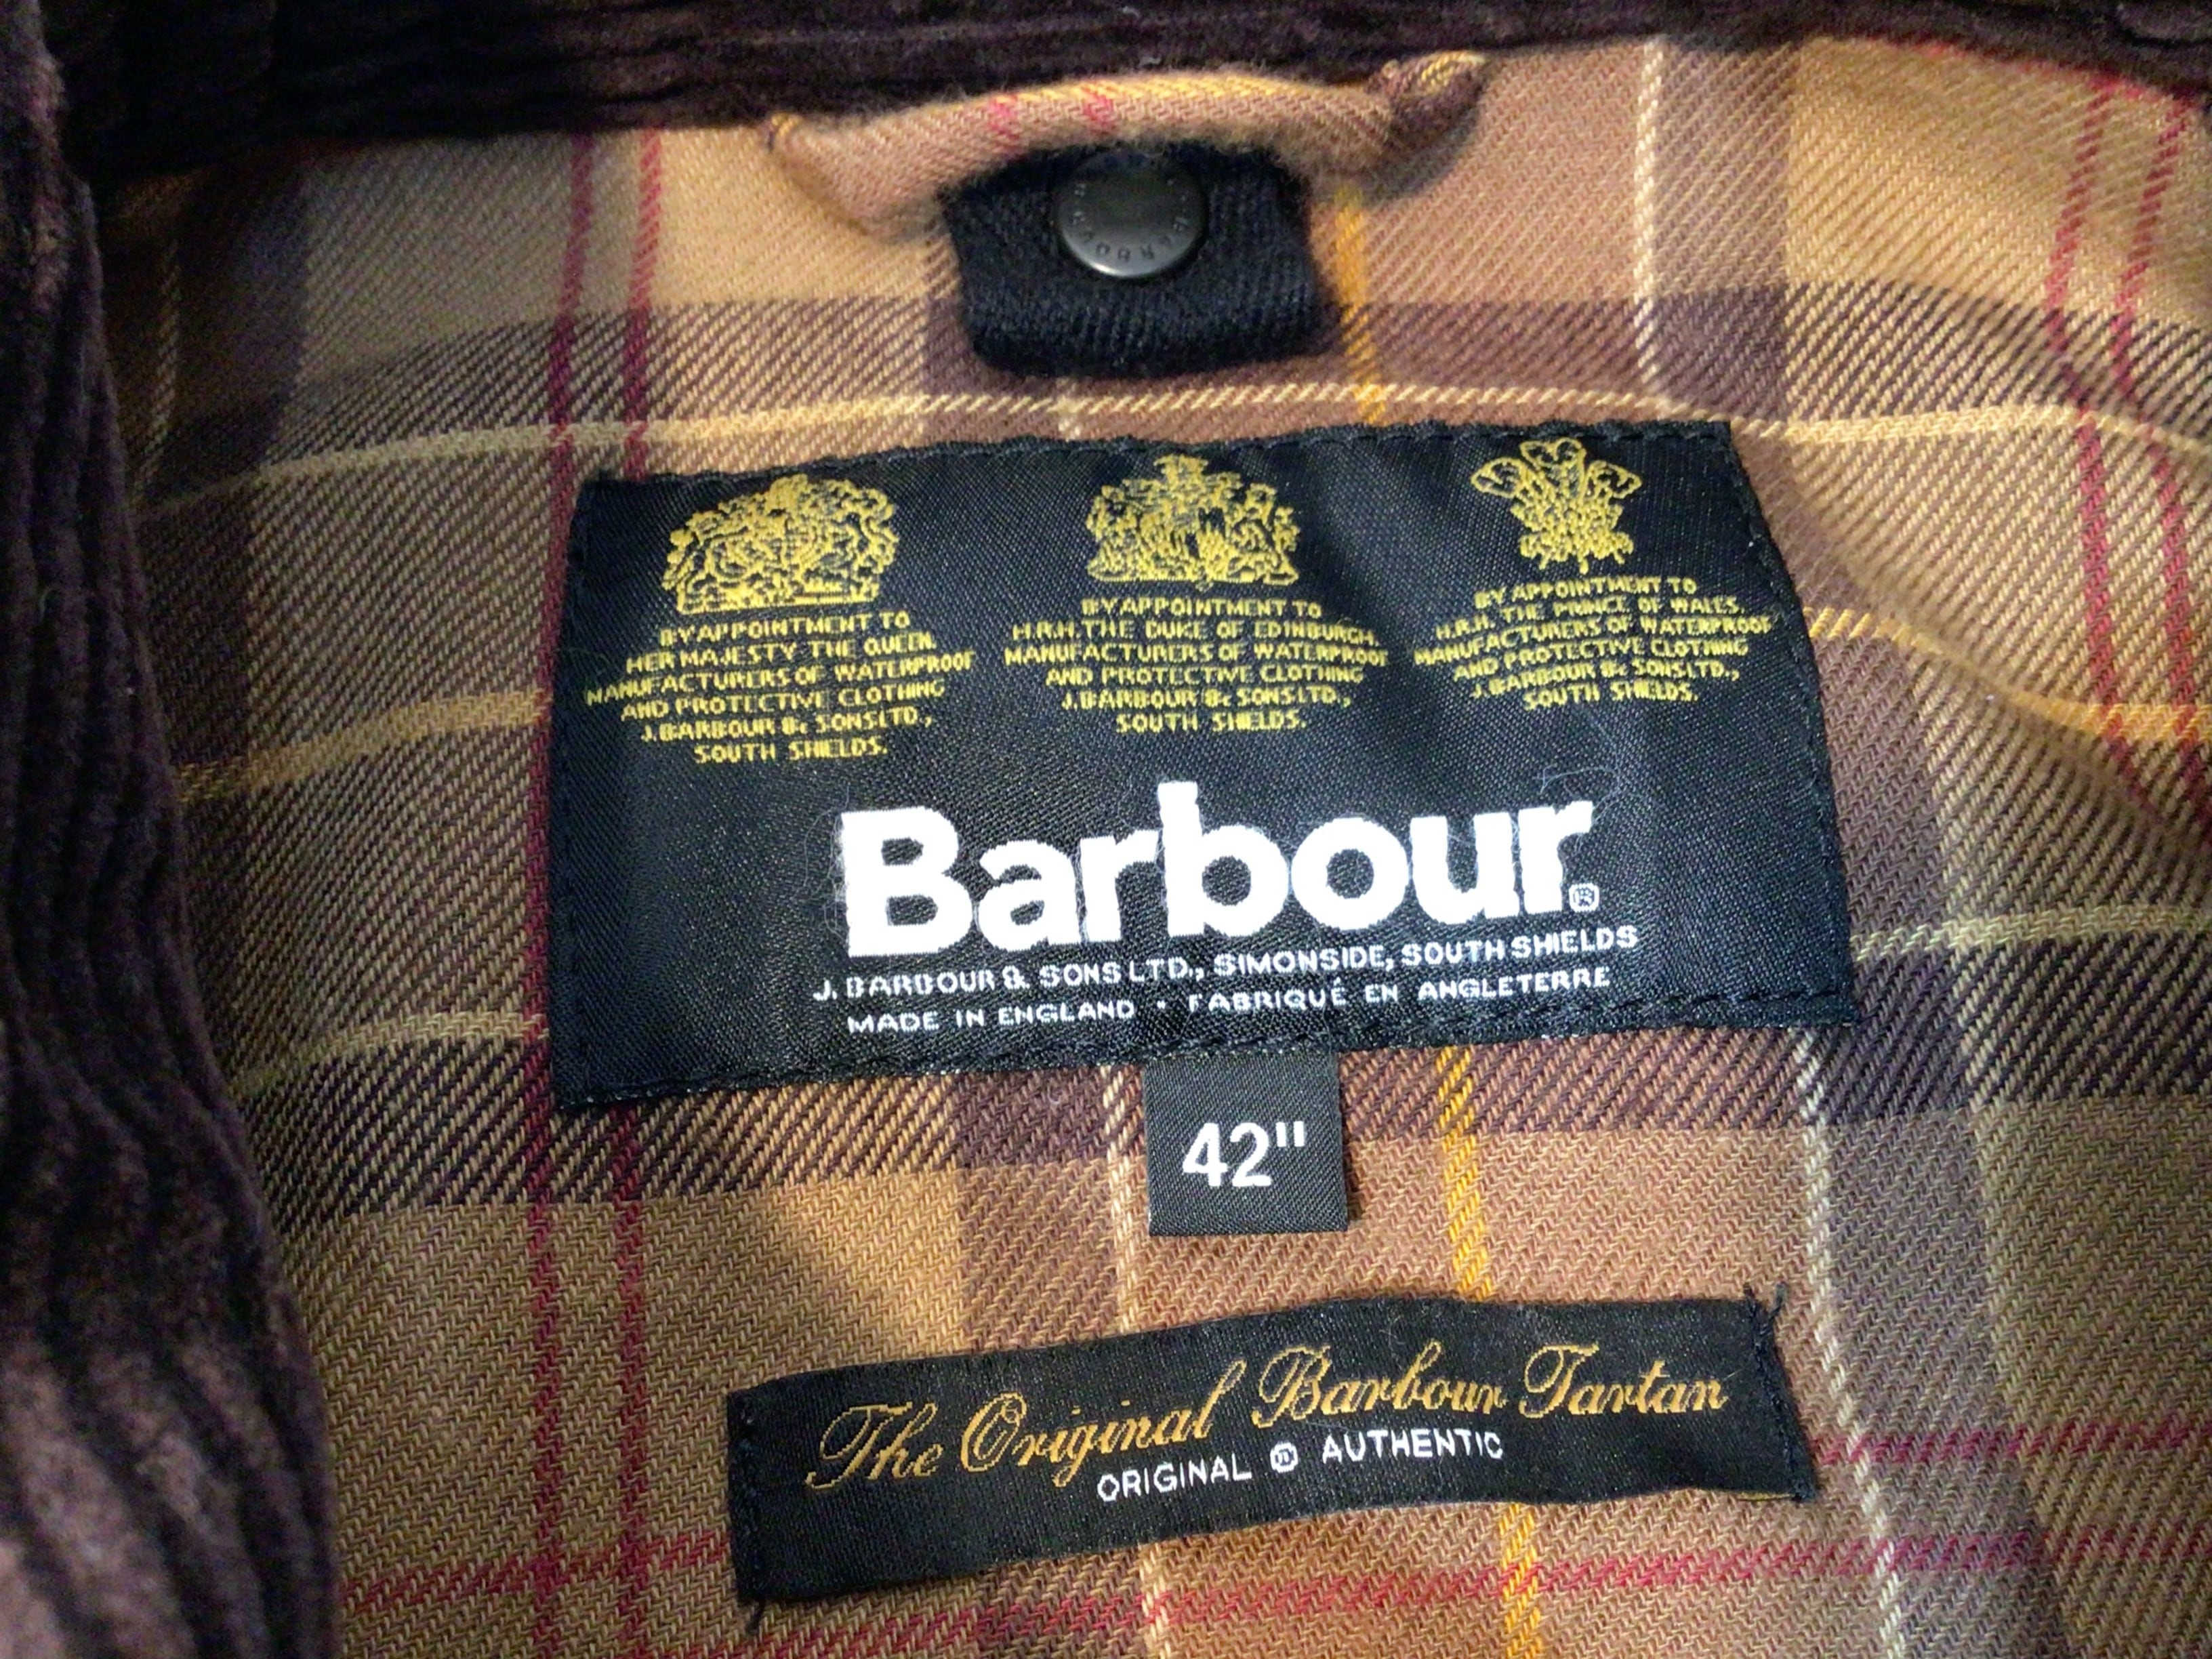 BARBOUR
BY APPOINTMENT TO
HER MAJESTY THE QUEEN
MANUFACTURERS OF WATERPROOF
AND PROTECTIVE CLOTHING
J. BARBOUR & SONS LTD.,
SOUTH SHIELDS.
BY APPOINTMENT TO
H.R.H. THE DUKE OF EDINBURGH
MANUFACTURERS OF WATERPROOF
AND PROTECTIVE CLOTHING
J. BARBOUR & SONS LTD.,
SOUTH SHIELDS.
BY APPOINTMENT TO
H.R.H. THE PRINCE OF WALES.
MANUFACTURERS OF WATERPROOF
AND PROTECTIVE CLOTHING
J. BARBOUR & SONS LTD.,
SOUTH SHIELDS.
Barbour®
J. BARBOUR & SONS LTD., SIMONSIDE, SOUTH SHIELDS
MADE IN ENGLAND · FABRIQUÉ EN ANGLETERRE
42"
The Original Barbour Tartan
ORIGINAL ® AUTHENTIC